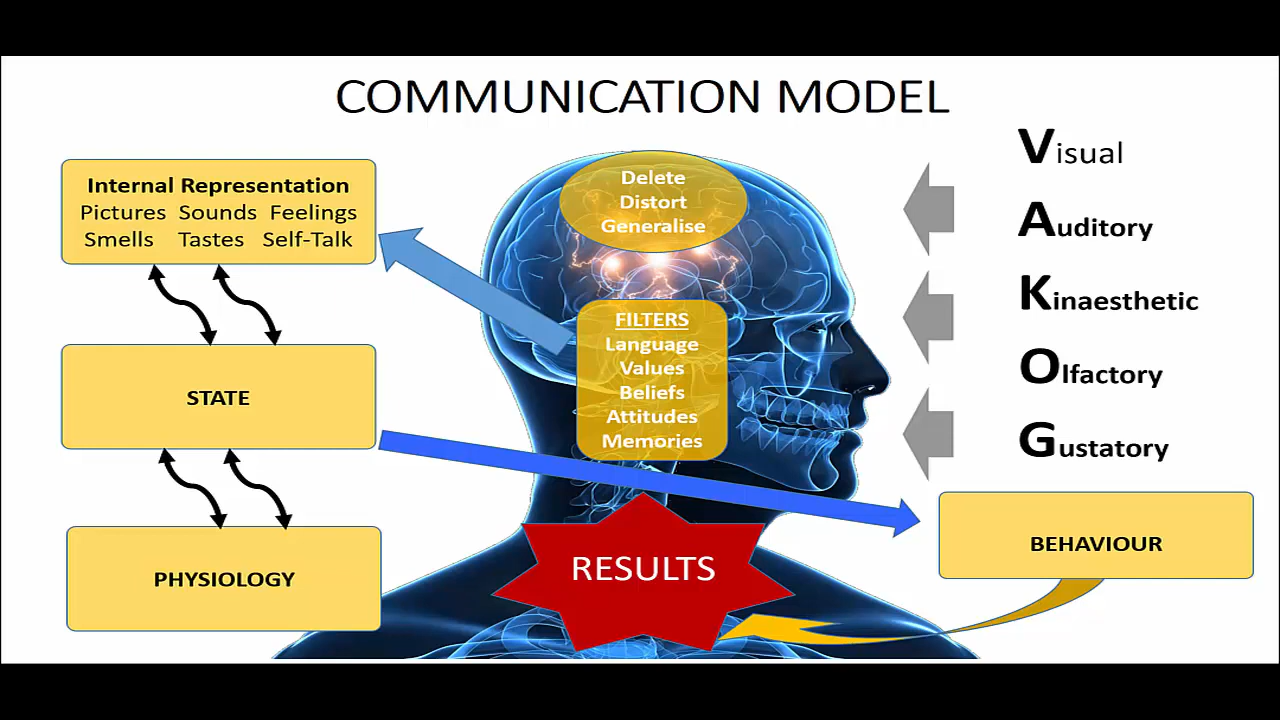 COMMUNICATION MODEL
Internal Representation
Pictures Sounds Feelings
Smells Tastes Self-Talk
STATE
PHYSIOLOGY
Delete
Distort
Generalise
FILTERS
Language
Values
Beliefs
Attitudes
Memories
RESULTS
Visual
Auditory
Kinaesthetic
Olfactory
Gustatory
BEHAVIOUR